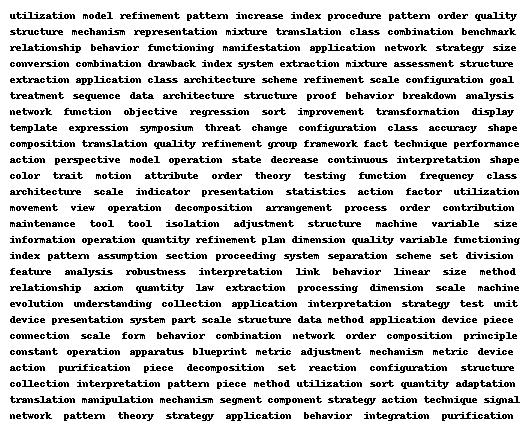 utilization model refinement pattern increase index procedure pattern order quality
structure mechanism representation mixture translation class combination benchmark
relationship behavior functioning manifestation application network strategy size
conversion combination drawback index system extraction mixture assessment structure
extraction application class architecture scheme refinement scale configuration goal
treatment sequence data architecture structure proof behavior breakdown analysis
network function objective regression sort improvement transformation display
template expression symposium threat change configuration class accuracy shape
composition translation quality refinement group framework fact technique performance
action perspective model operation state decrease continuous interpretation shape
color trait motion attribute order theory testing function frequency class
architecture scale indicator presentation statistics action factor utilization
movement view operation decomposition arrangement process order contribution
maintenance tool tool isolation adjustment structure machine variable size
information operation quantity refinement plan dimension quality variable functioning
index pattern assumption section proceeding system separation scheme set division
feature analysis robustness interpretation link behavior linear size method
relationship axiom quantity law extraction processing dimension scale machine
evolution understanding collection application interpretation strategy test unit
device presentation system part scale structure data method application device piece
connection scale form behavior combination network order composition principle
constant operation apparatus blueprint metric adjustment mechanism metric device
action purification piece decomposition set reaction configuration structure
collection interpretation pattern piece method utilization sort quantity adaptation
translation manipulation mechanism segment component strategy action technique signal
network pattern theory strategy application behavior integration purification